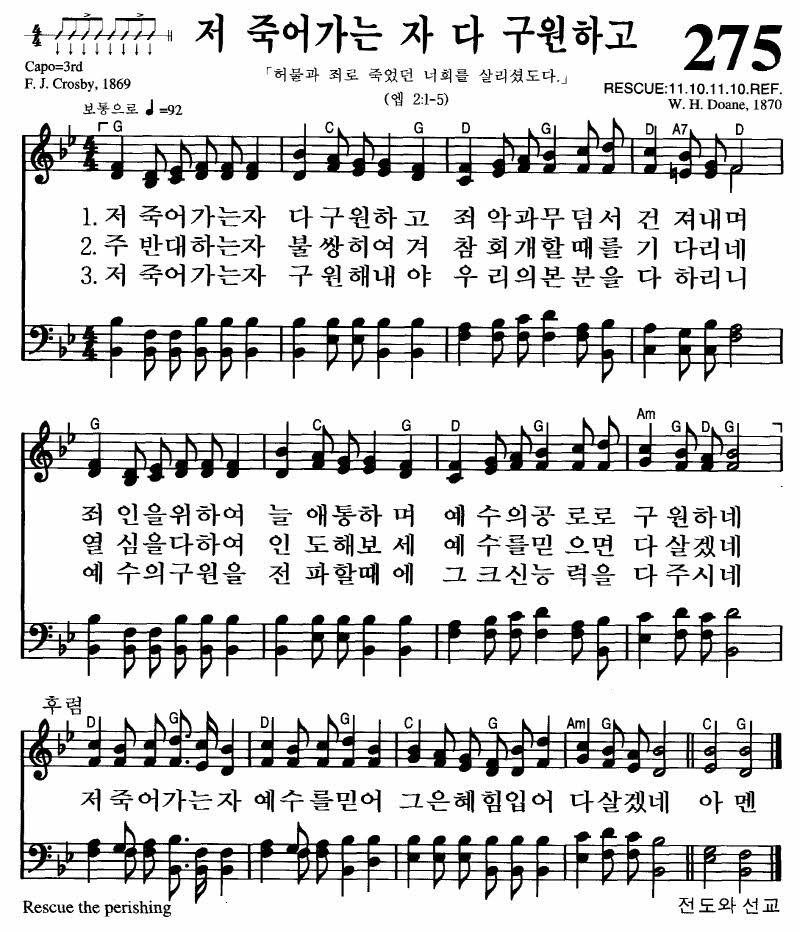 저 죽어가는 자 다 구원하고 275
Capo=3rd
F. J. Crosby, 1869
「허물과 죄로 죽었던 너희를 살리셨도다.」
(엡 2:1-5)
RESCUE:11.10.11.10.REF.
W. H. Doane, 1870
보통으로 ♩=92
4/4
G C G D G D A7 D
1. 저 죽어가는자 다구원하고 죄악과무덤서 건져내며
2. 주 반대하는자 불쌍히여겨 참회개할때를 기다리네
3. 저 죽어가는자 구원해내야 우리의본분을 다하리니
G C G D G Am G D G
죄인을위하여 늘애통하며 예수의공로로 구원하네
열심을다하여 인도해보세 예수를믿으면 다살겠네
예수의구원을 전파할때에 그크신능력을 다주시네
후렴
D G D G C G Am G C G
저죽어가는자 예수를믿어 그은혜힘입어 다살겠네 아멘
Rescue the perishing
전도와 선교